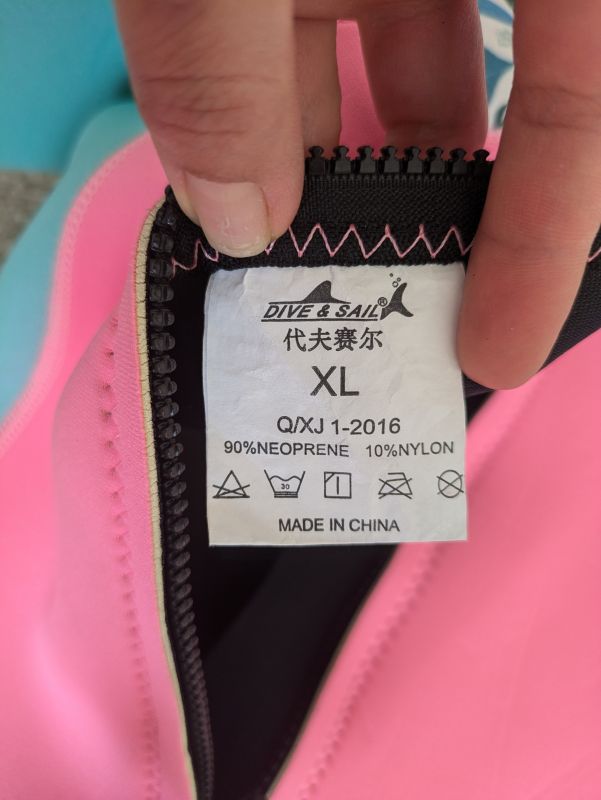 DIVE & SAIL®
代夫赛尔
XL
Q/XJ 1-2016
90%NEOPRENE 10%NYLON
30
MADE IN CHINA